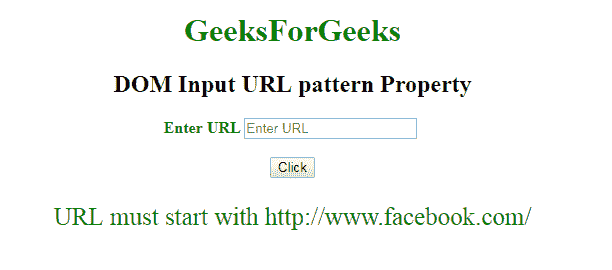 GeeksForGeeks
DOM Input URL pattern Property
Enter URL Enter URL
Click
URL must start with http://www.facebook.com/